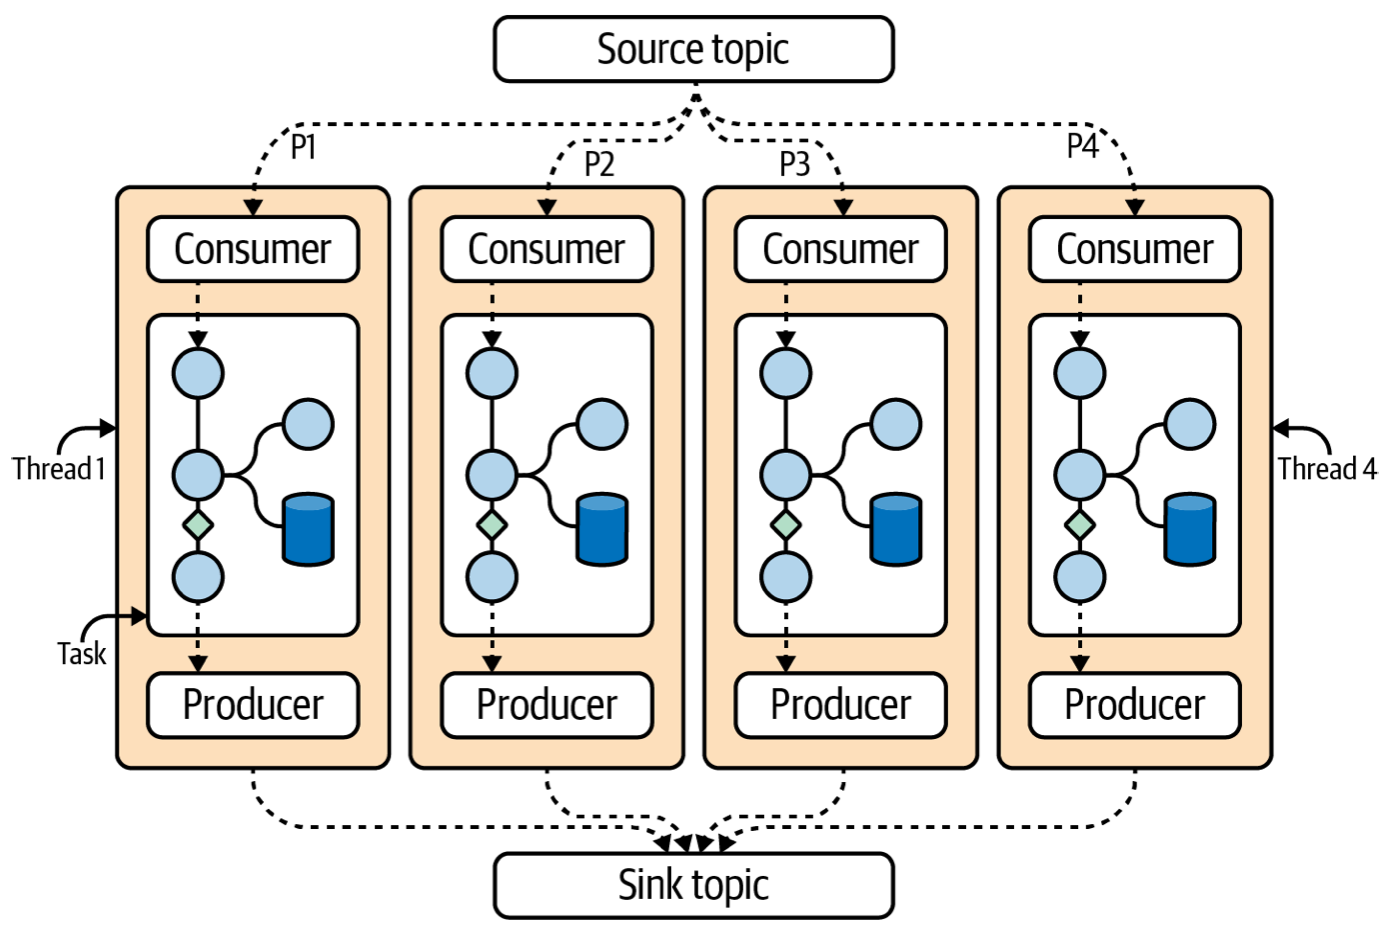 Source topic
P1
P2
P3
P4
Consumer
Consumer
Consumer
Consumer
Thread 1
Thread 4
Task
Producer
Producer
Producer
Producer
Sink topic